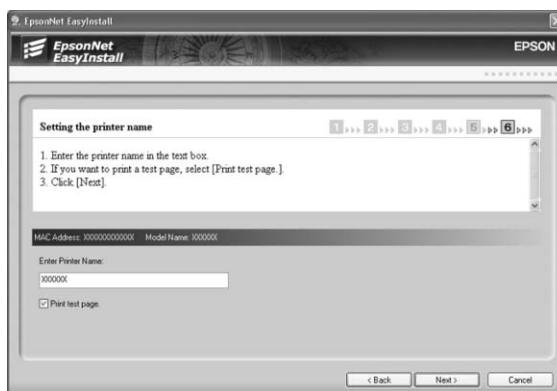 EpsonNet EasyInstall
EpsonNet
EasyInstall
EPSON
Setting the printer name
1 2 3 4 5 6
1. Enter the printer name in the text box.
2. If you want to print a test page, select [Print test page.].
3. Click [Next].
MAC Address: XXXXXXXXXXXX Model Name: XXXXXX
Enter Printer Name:
XXXXXX
Print test page.
< Back Next > Cancel